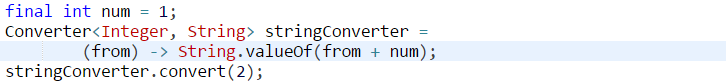 final int num = 1;
Converter<Integer, String> stringConverter =
        (from) -> String.valueOf(from + num);
stringConverter.convert(2);